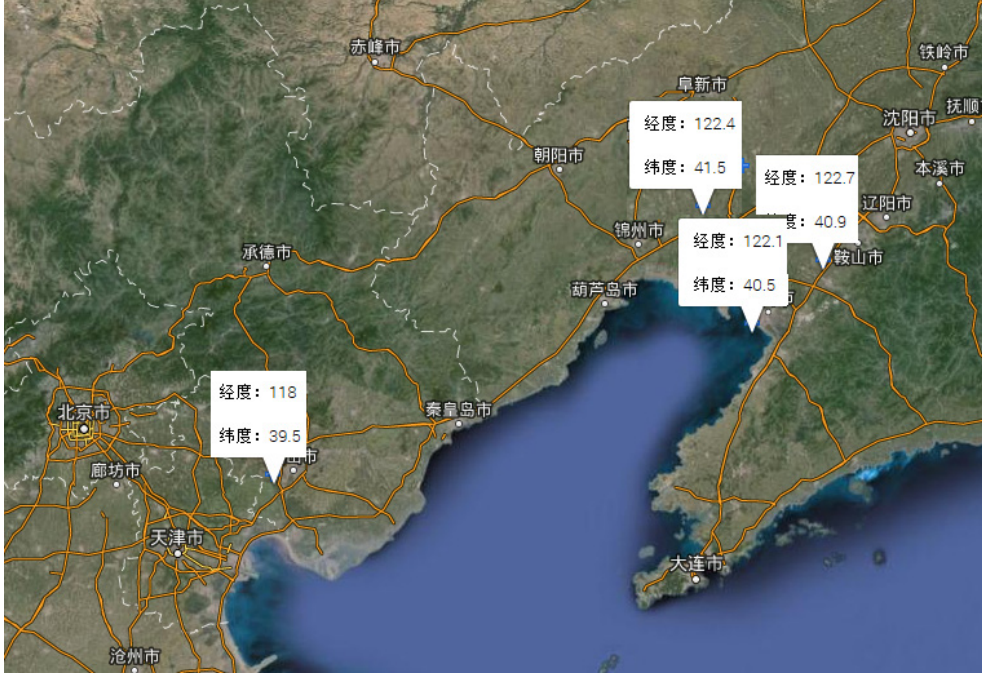 赤峰市
铁岭市
阜新市
抚顺
沈阳市
经度：122.4
纬度：41.5
朝阳市
本溪市
经度：122.7
度：40.9
辽阳市
锦州市
经度：122.1
纬度：40.5
鞍山市
承德市
葫芦岛市
市
经度：118
纬度：39.5
北京市
秦皇岛市
山市
廊坊市
天津市
大连市
沧州市